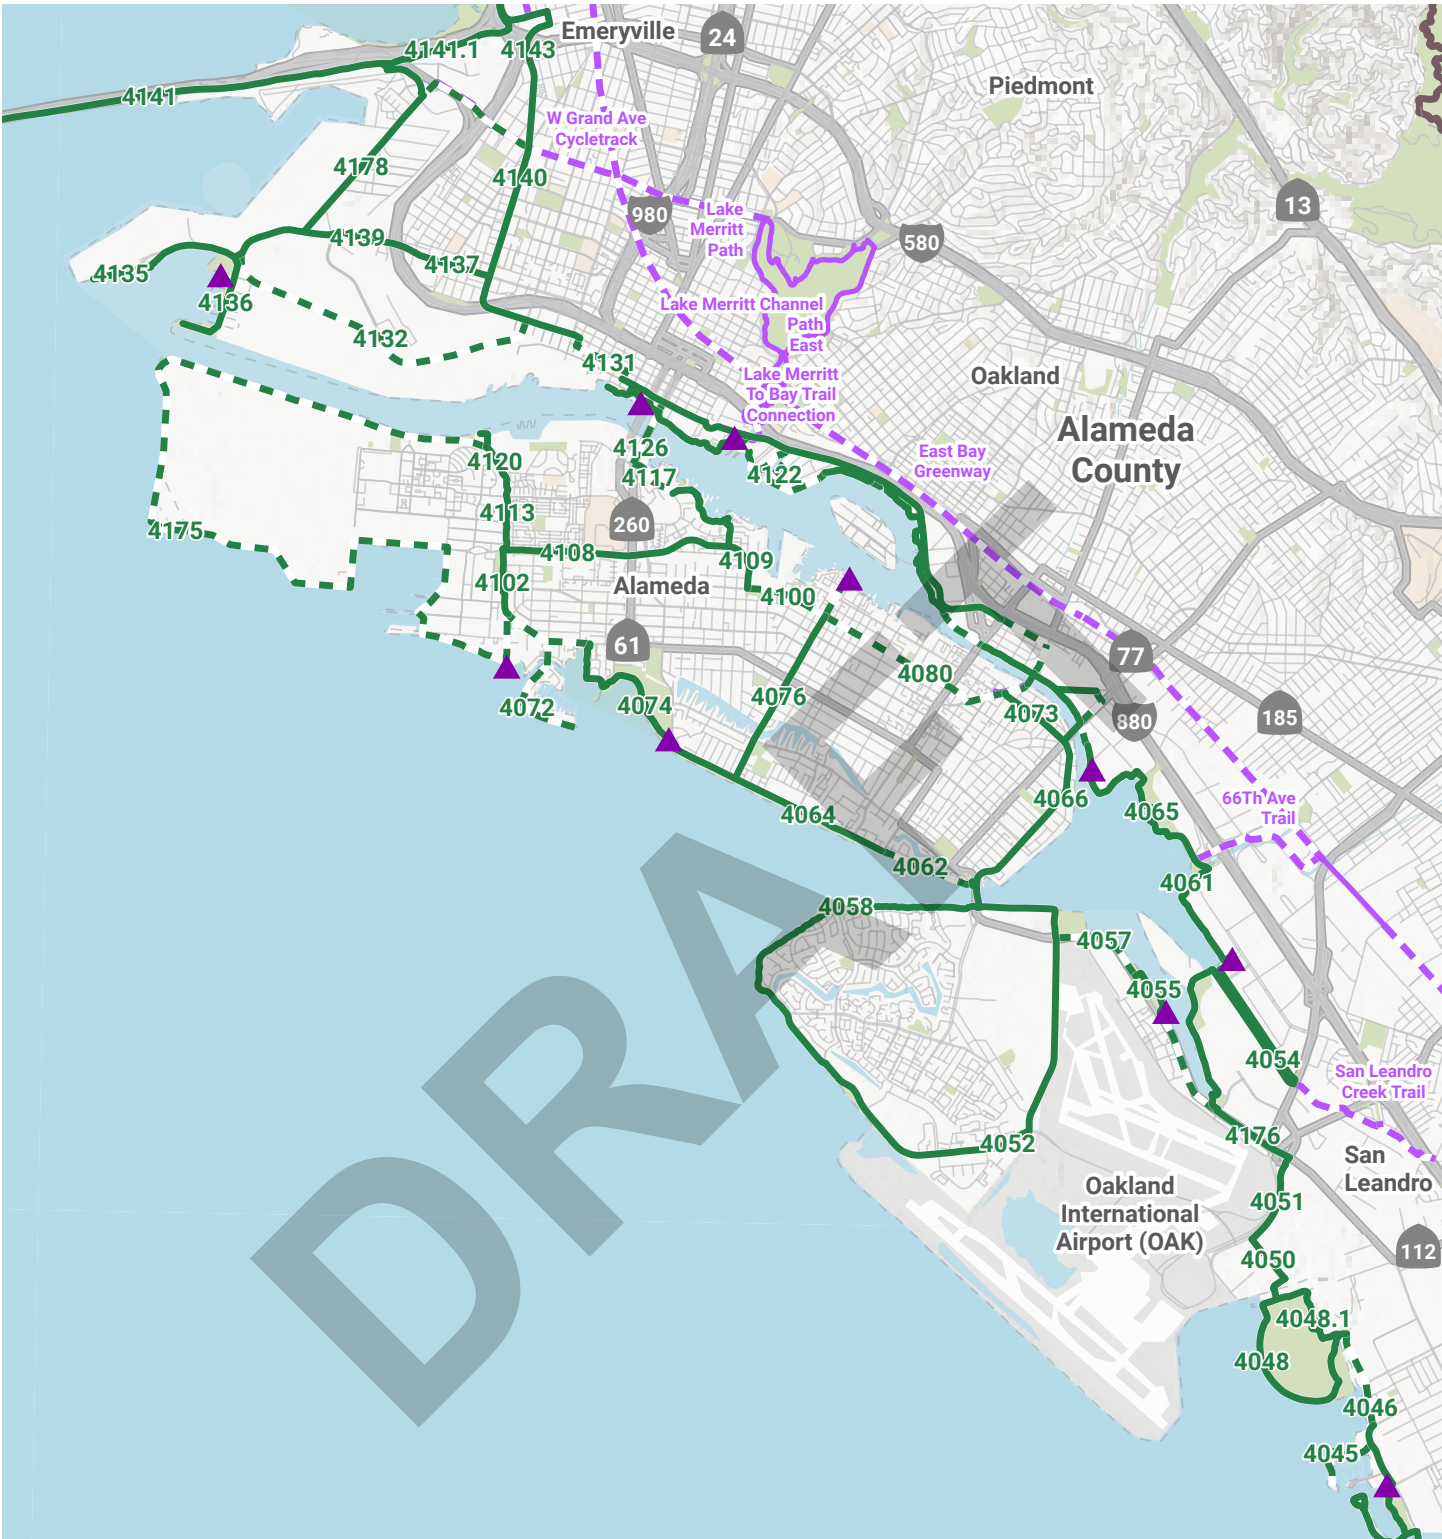 Emeryville
24
4141.1
4143
Piedmont
4141
W Grand Ave
Cycletrack
4178
4140
13
980
Lake
Merritt
Path
580
4139
4137
4135
4136
Lake Merritt Channel
Path
East
4132
4131
Lake Merritt
To Bay Trail
(Connection
Oakland
Alameda
County
4126
4120
4117
4122
East Bay
Greenway
4113
260
4175
4108
4109
4102
Alameda
4100
61
77
4080
4072
4074
4076
4073
880
185
4064
4066
4065
66Th Ave
Trail
4062
4061
4058
4057
4055
4054
San Leandro
Creek Trail
4176
4052
San
Leandro
Oakland
International
Airport (OAK)
4051
112
4050
4048.1
4048
4046
4045
DRAFT